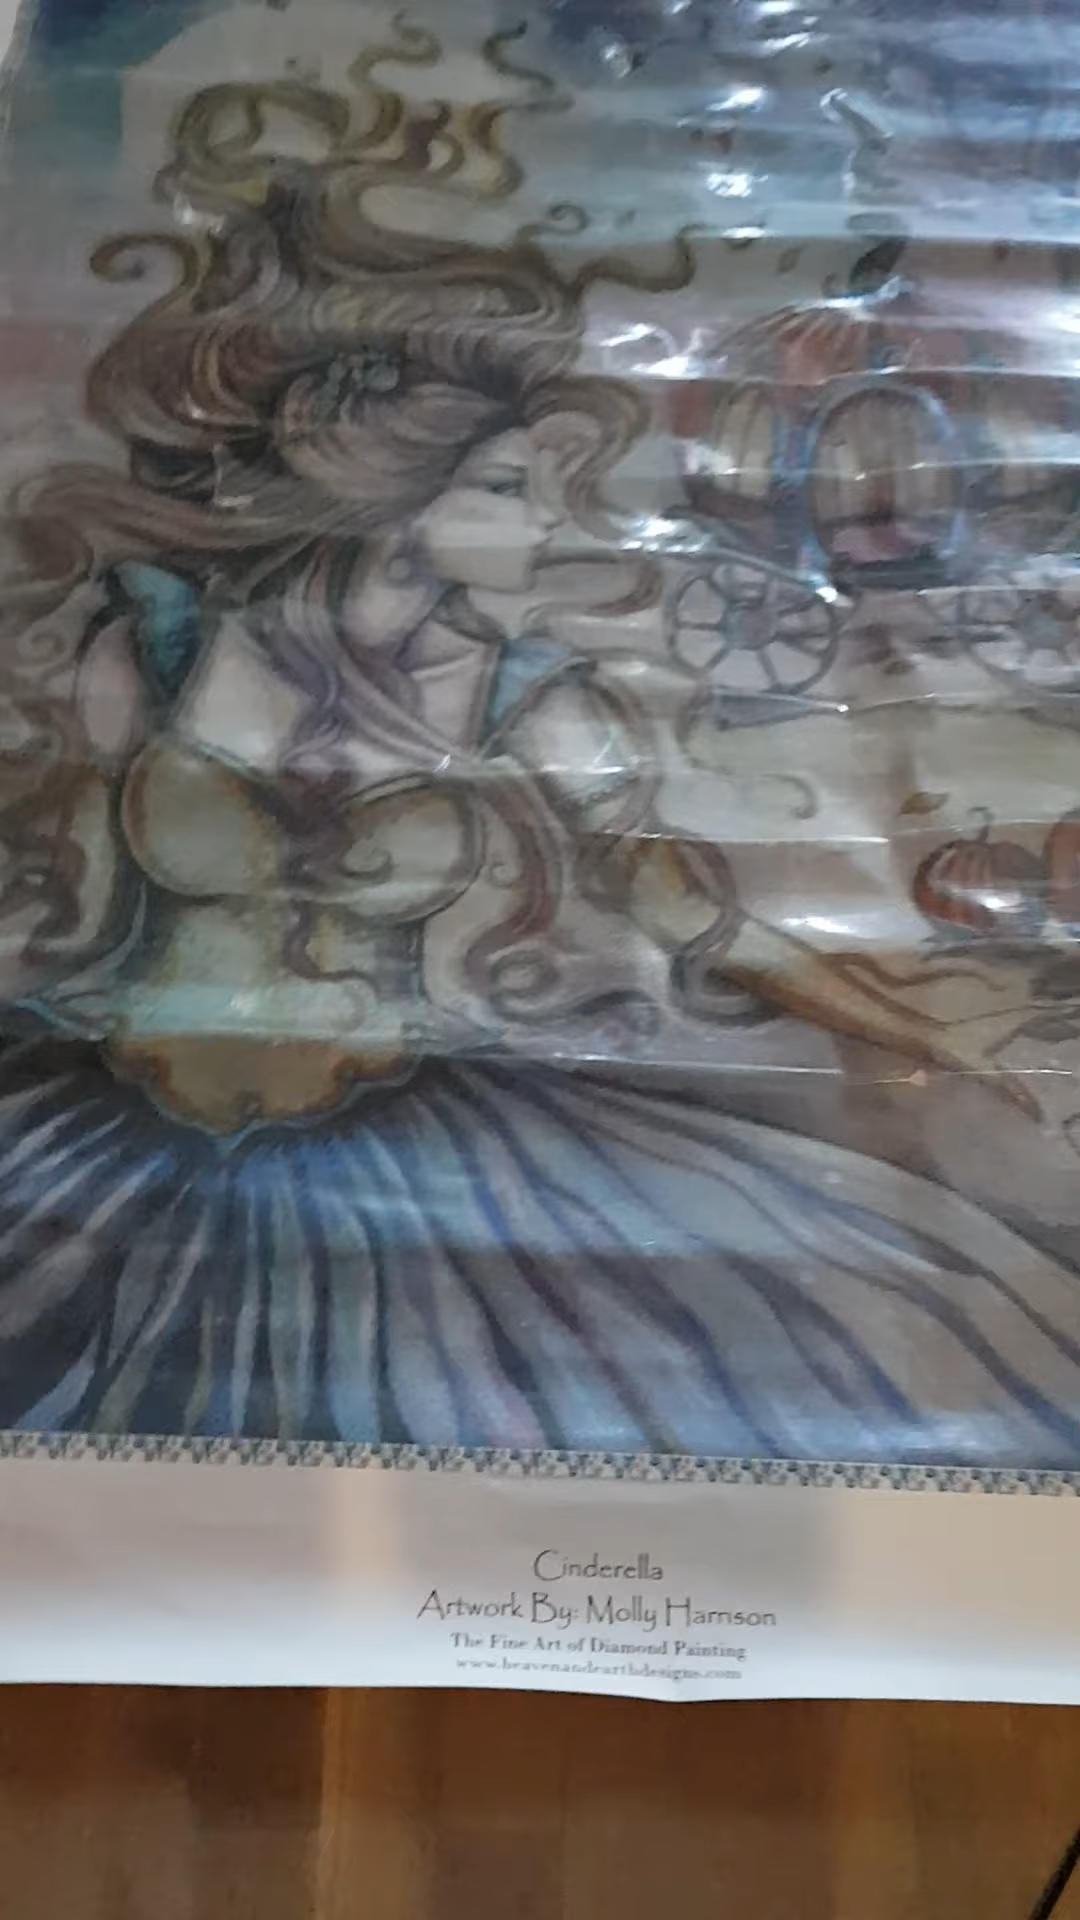 Cinderella
Artwork By: Molly Harrison
The Fine Art of Diamond Painting
www.heavenandearthdesigns.com